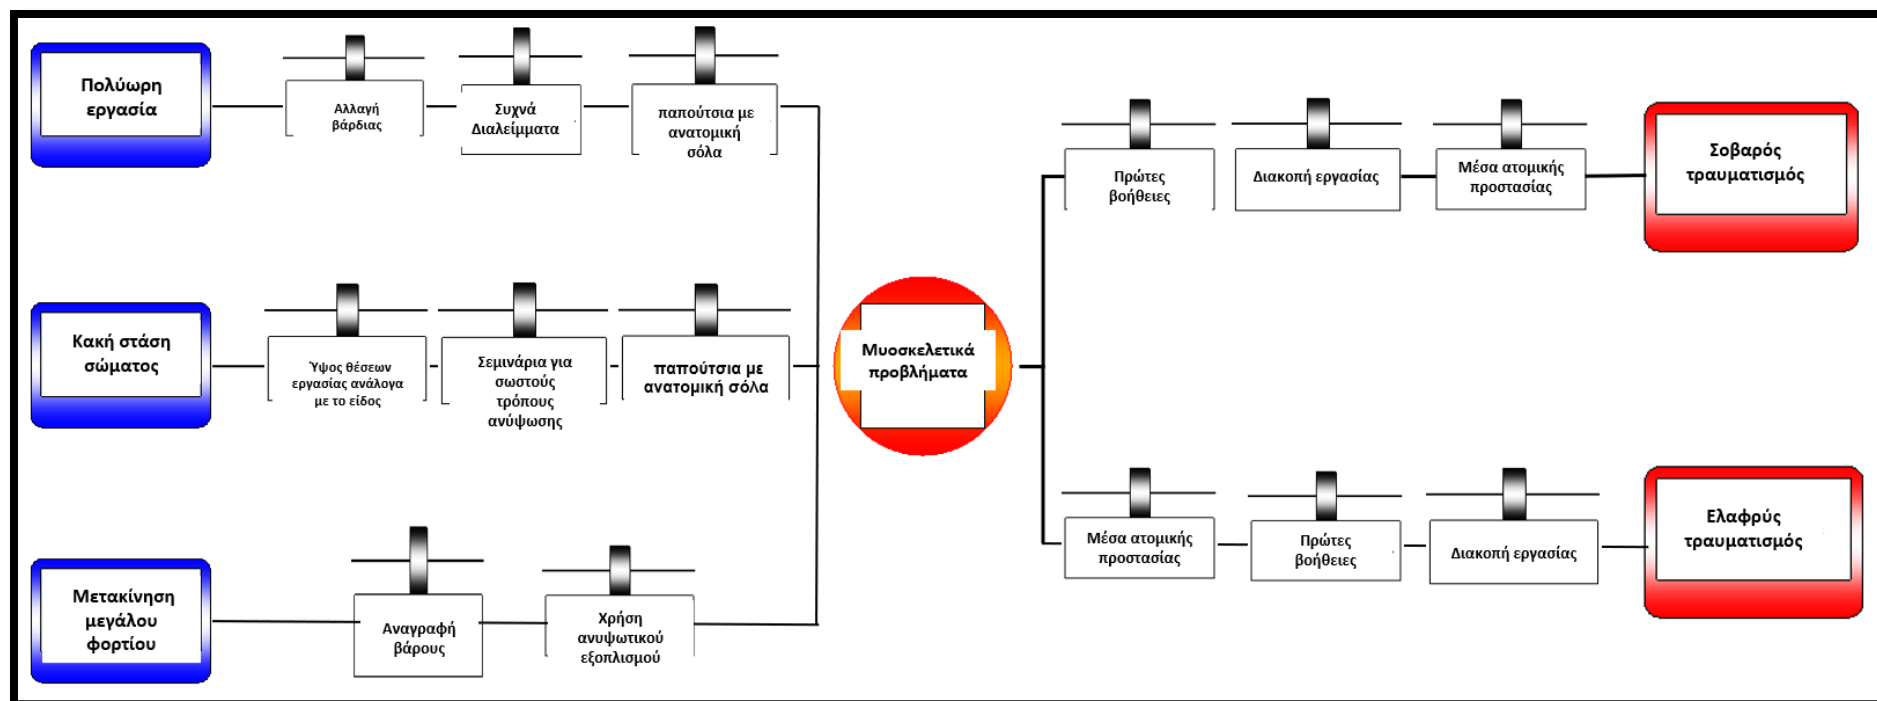 Πολύωρη
εργασία
Αλλαγή
βάρδιας
Συχνά
Διαλείμματα
παπούτσια με
ανατομική
σόλα
Πρώτες
βοήθειες
Διακοπή εργασίας
Μέσα ατομικής
προστασίας
Σοβαρός
τραυματισμός
Κακή στάση
σώματος
Ύψος θέσεων
εργασίας ανάλογα
με το είδος
Σεμινάρια για
σωστούς
τρόπους
ανύψωσης
παπούτσια με
ανατομική σόλα
Μυοσκελετικά
προβλήματα
Μέσα ατομικής
προστασίας
Πρώτες
βοήθειες
Διακοπή εργασίας
Ελαφρύς
τραυματισμός
Μετακίνηση
μεγάλου
φορτίου
Αναγραφή
βάρους
Χρήση
ανυψωτικού
εξοπλισμού